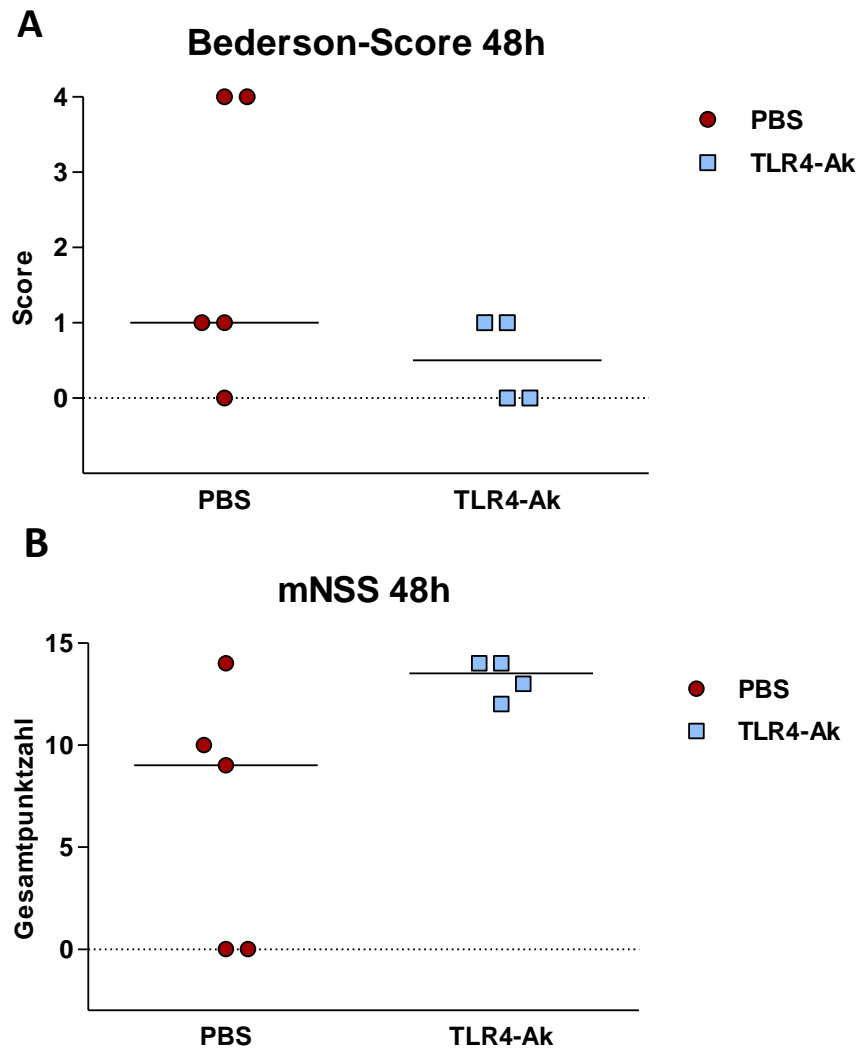 A
Bederson-Score 48h
Score
4
3
2
1
0
PBS
TLR4-Ak
PBS
TLR4-Ak
B
mNSS 48h
Gesamtpunktzahl
15
10
5
0
PBS
TLR4-Ak
PBS
TLR4-Ak